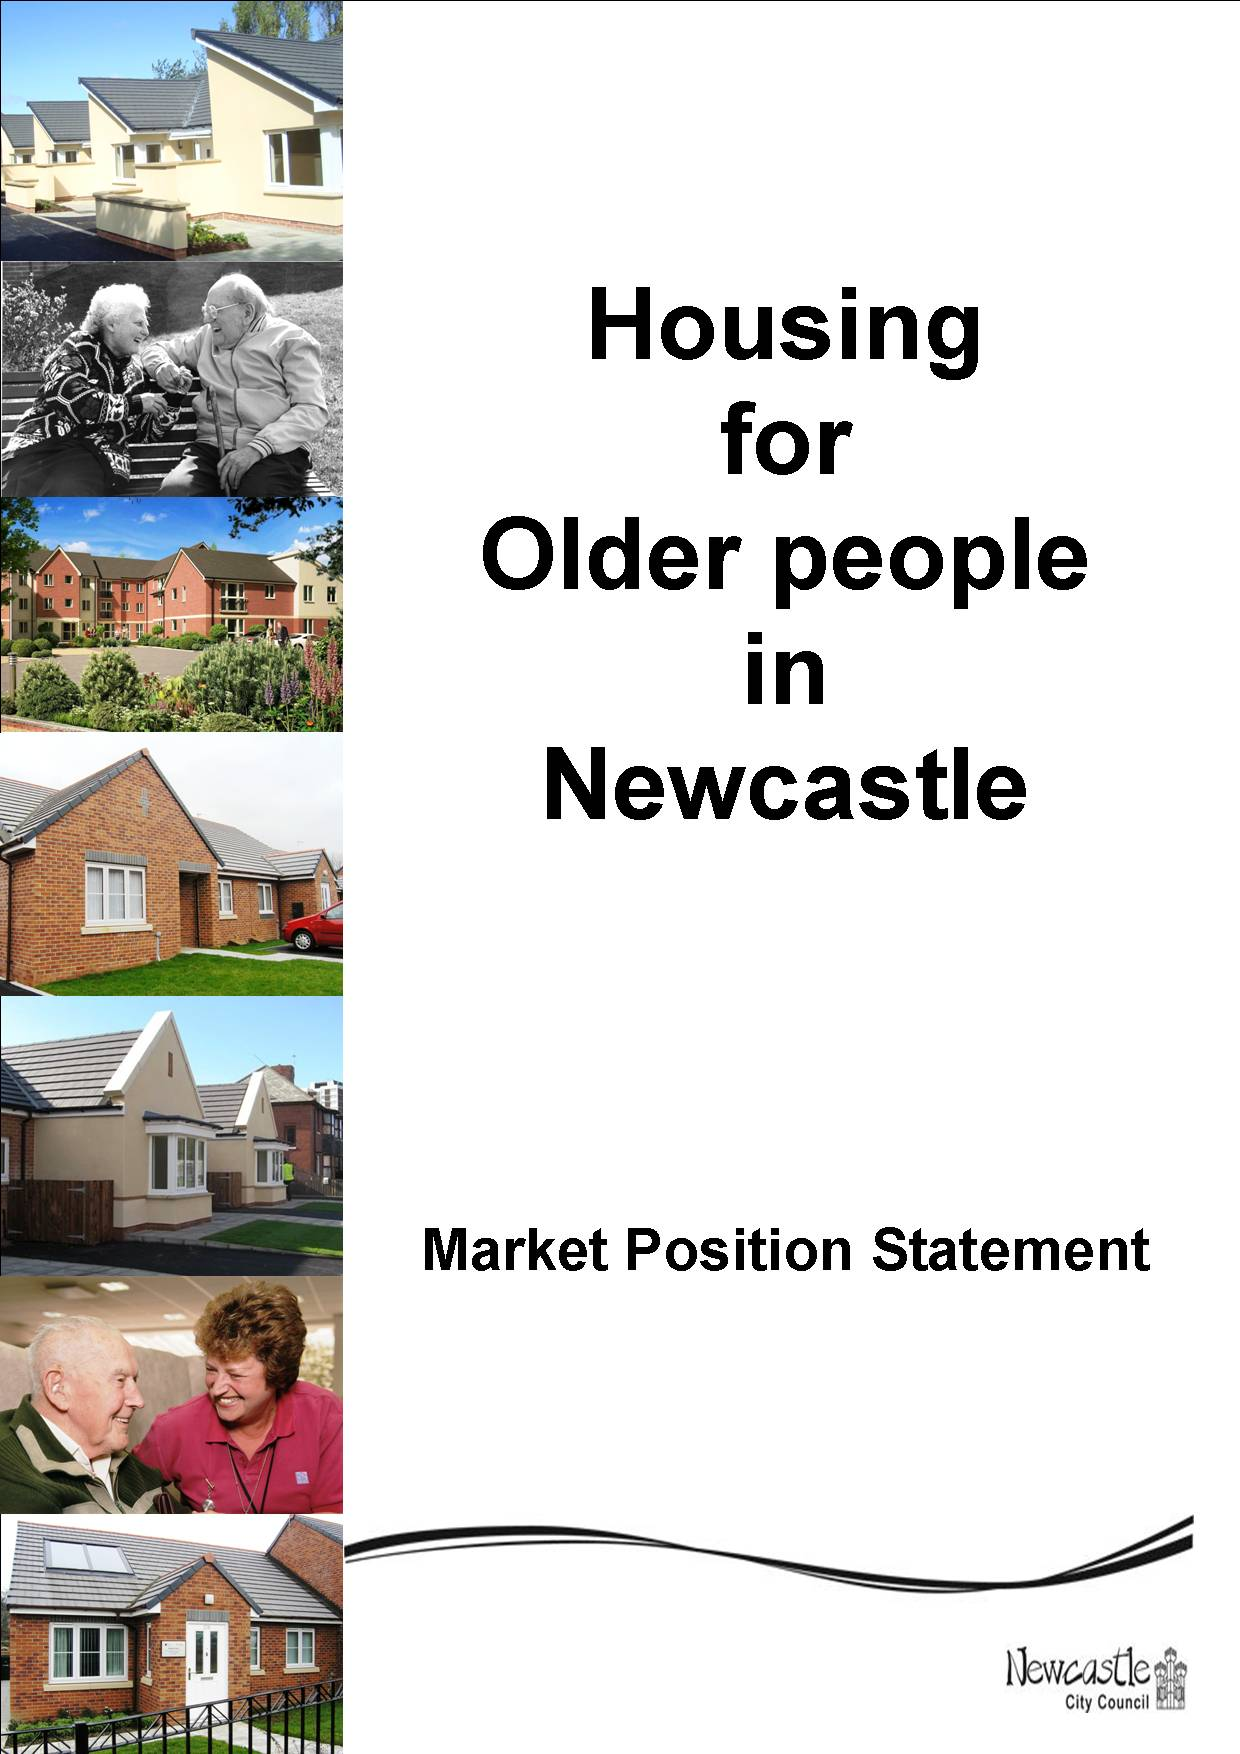 Housing
for
Older people
in
Newcastle
Market Position Statement
Newcastle
City Council